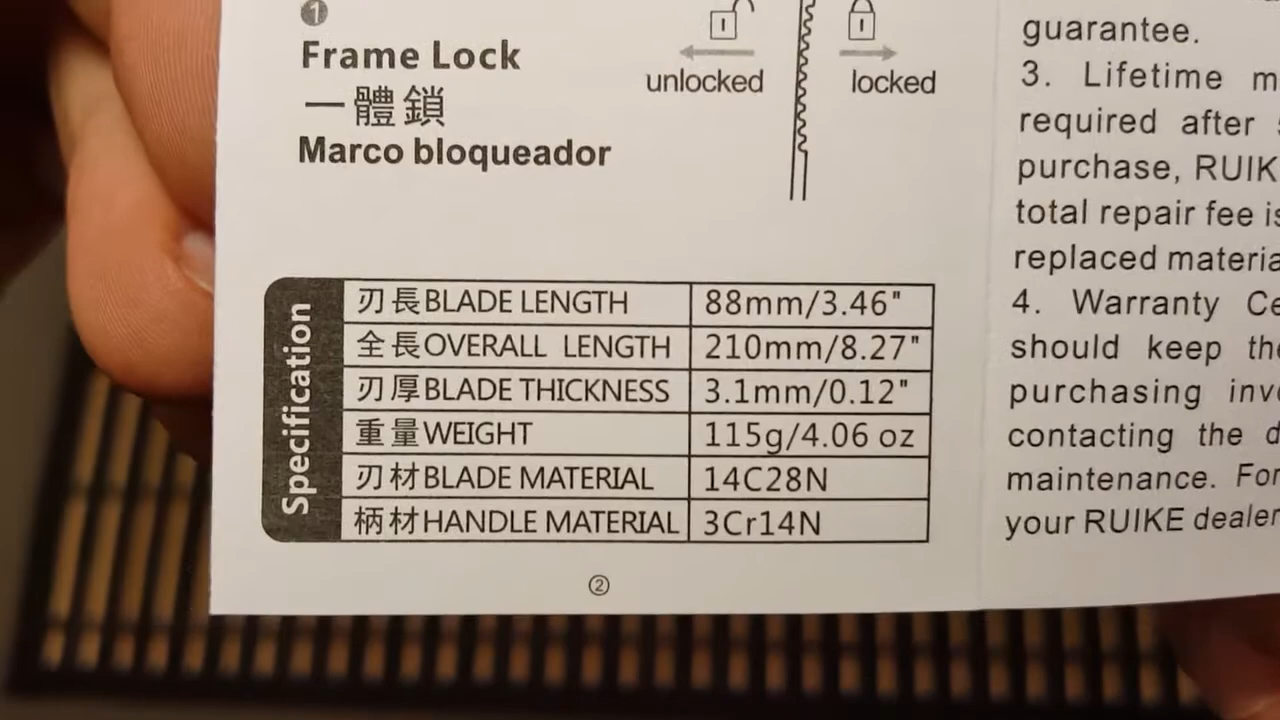 1
Frame Lock
一體鎖
Marco bloqueador
unlocked
locked
Specification
刃長BLADE LENGTH 88mm/3.46"
全長OVERALL LENGTH 210mm/8.27"
刃厚BLADE THICKNESS 3.1mm/0.12"
重量WEIGHT 115g/4.06 oz
刃材BLADE MATERIAL 14C28N
柄材HANDLE MATERIAL 3Cr14N
②
guarantee.
3. Lifetime
required after
purchase, RUIK
total repair fee
replaced
4. Warranty
should keep
purchasing
contacting the
maintenance. For
your RUIKE dealer